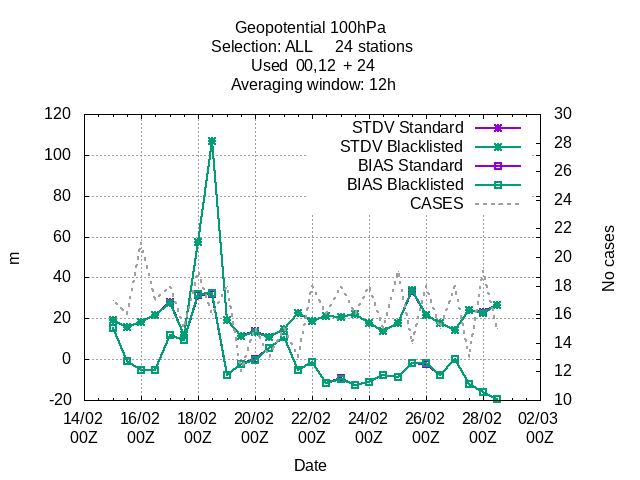 Geopotential 100hPa
Selection: ALL 24 stations
Used 00,12 + 24
Averaging window: 12h
120
100
80
60
40
20
0
-20
m
30
28
26
24
22
20
18
16
14
12
10
No cases
STDV Standard
STDV Blacklisted
BIAS Standard
BIAS Blacklisted
CASES
14/02 16/02 18/02 20/02 22/02 24/02 26/02 28/02 02/03
00Z 00Z 00Z 00Z 00Z 00Z 00Z 00Z 00Z
Date